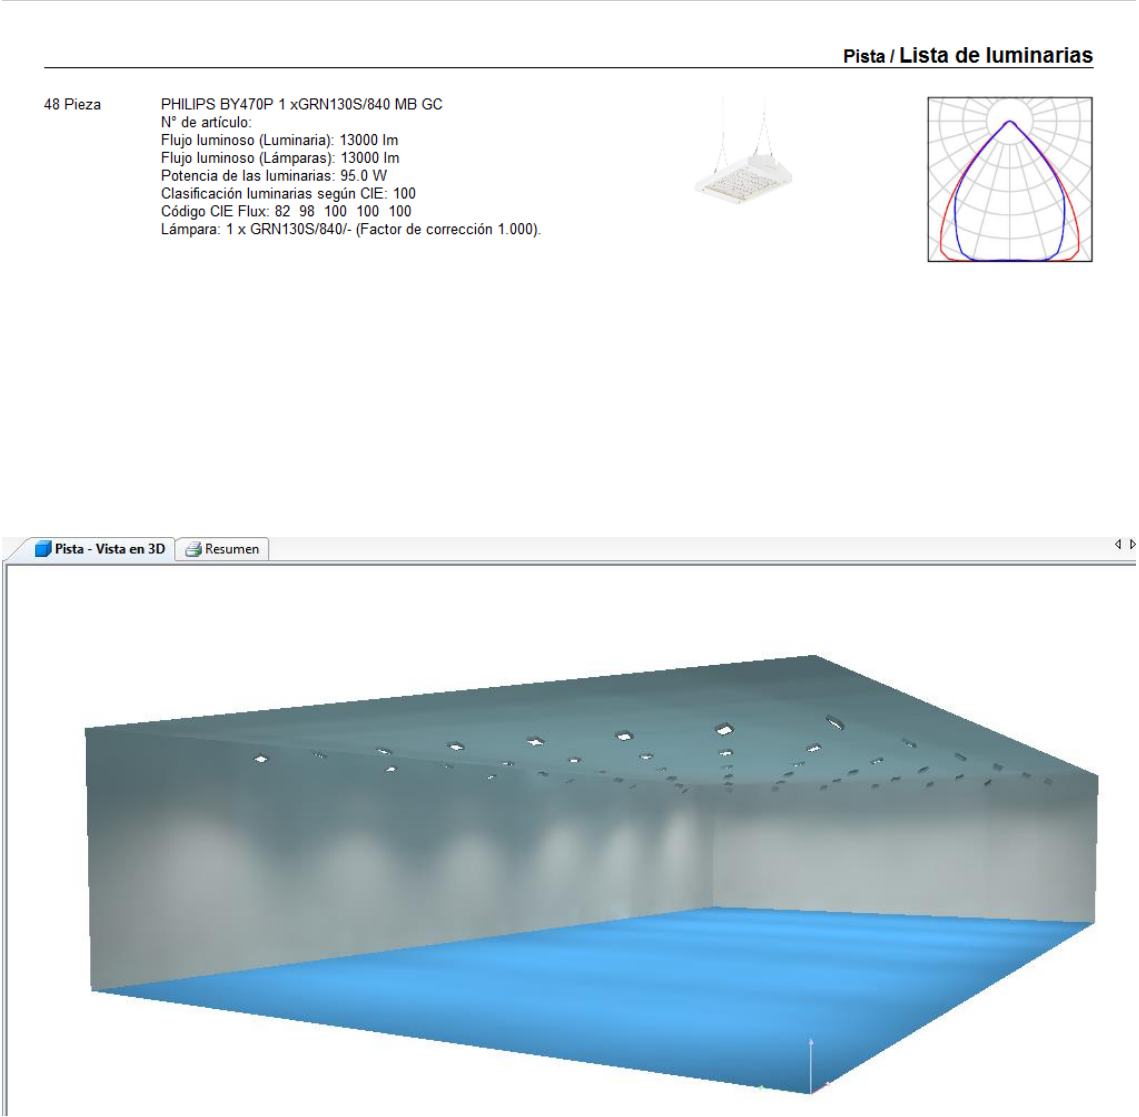 Pista / Lista de luminarias
48 Pieza
PHILIPS BY470P 1 xGRN130S/840 MB GC
N° de artículo:
Flujo luminoso (Luminaria): 13000 lm
Flujo luminoso (Lámparas): 13000 lm
Potencia de las luminarias: 95.0 W
Clasificación luminarias según CIE: 100
Código CIE Flux: 82 98 100 100 100
Lámpara: 1 x GRN130S/840/- (Factor de corrección 1.000).
Pista - Vista en 3D
Resumen